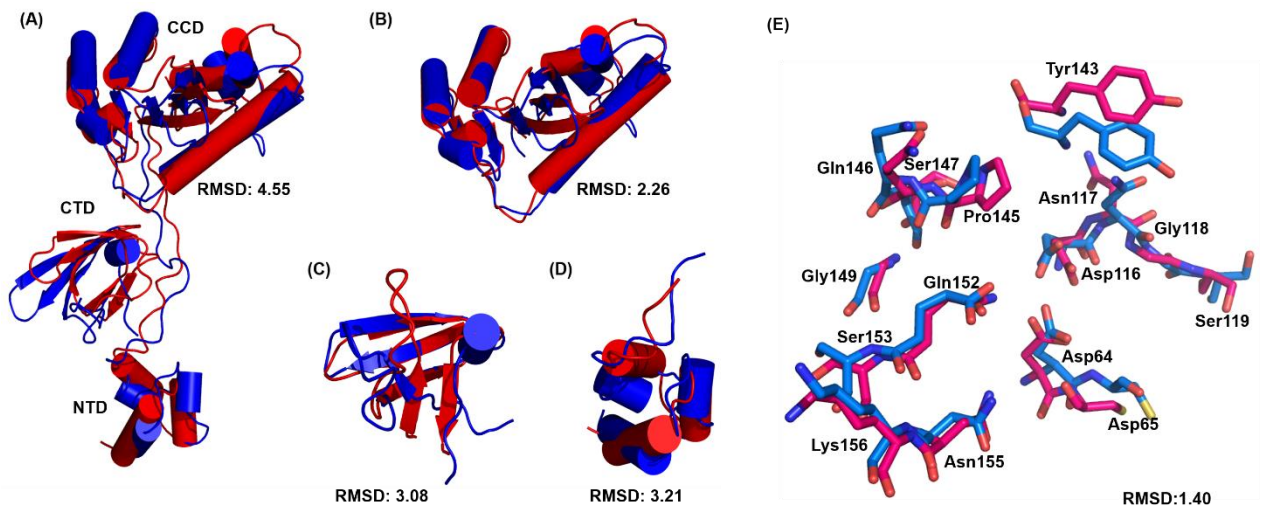 (A)
CCD
RMSD: 4.55
CTD
NTD
(B)
RMSD: 2.26
(C)
RMSD: 3.08
(D)
RMSD: 3.21
(E)
Tyr143
Gln146
Ser147
Pro145
Asn117
Gly118
Asp116
Ser119
Gly149
Gln152
Ser153
Asp64
Asp65
Lys156
Asn155
RMSD:1.40